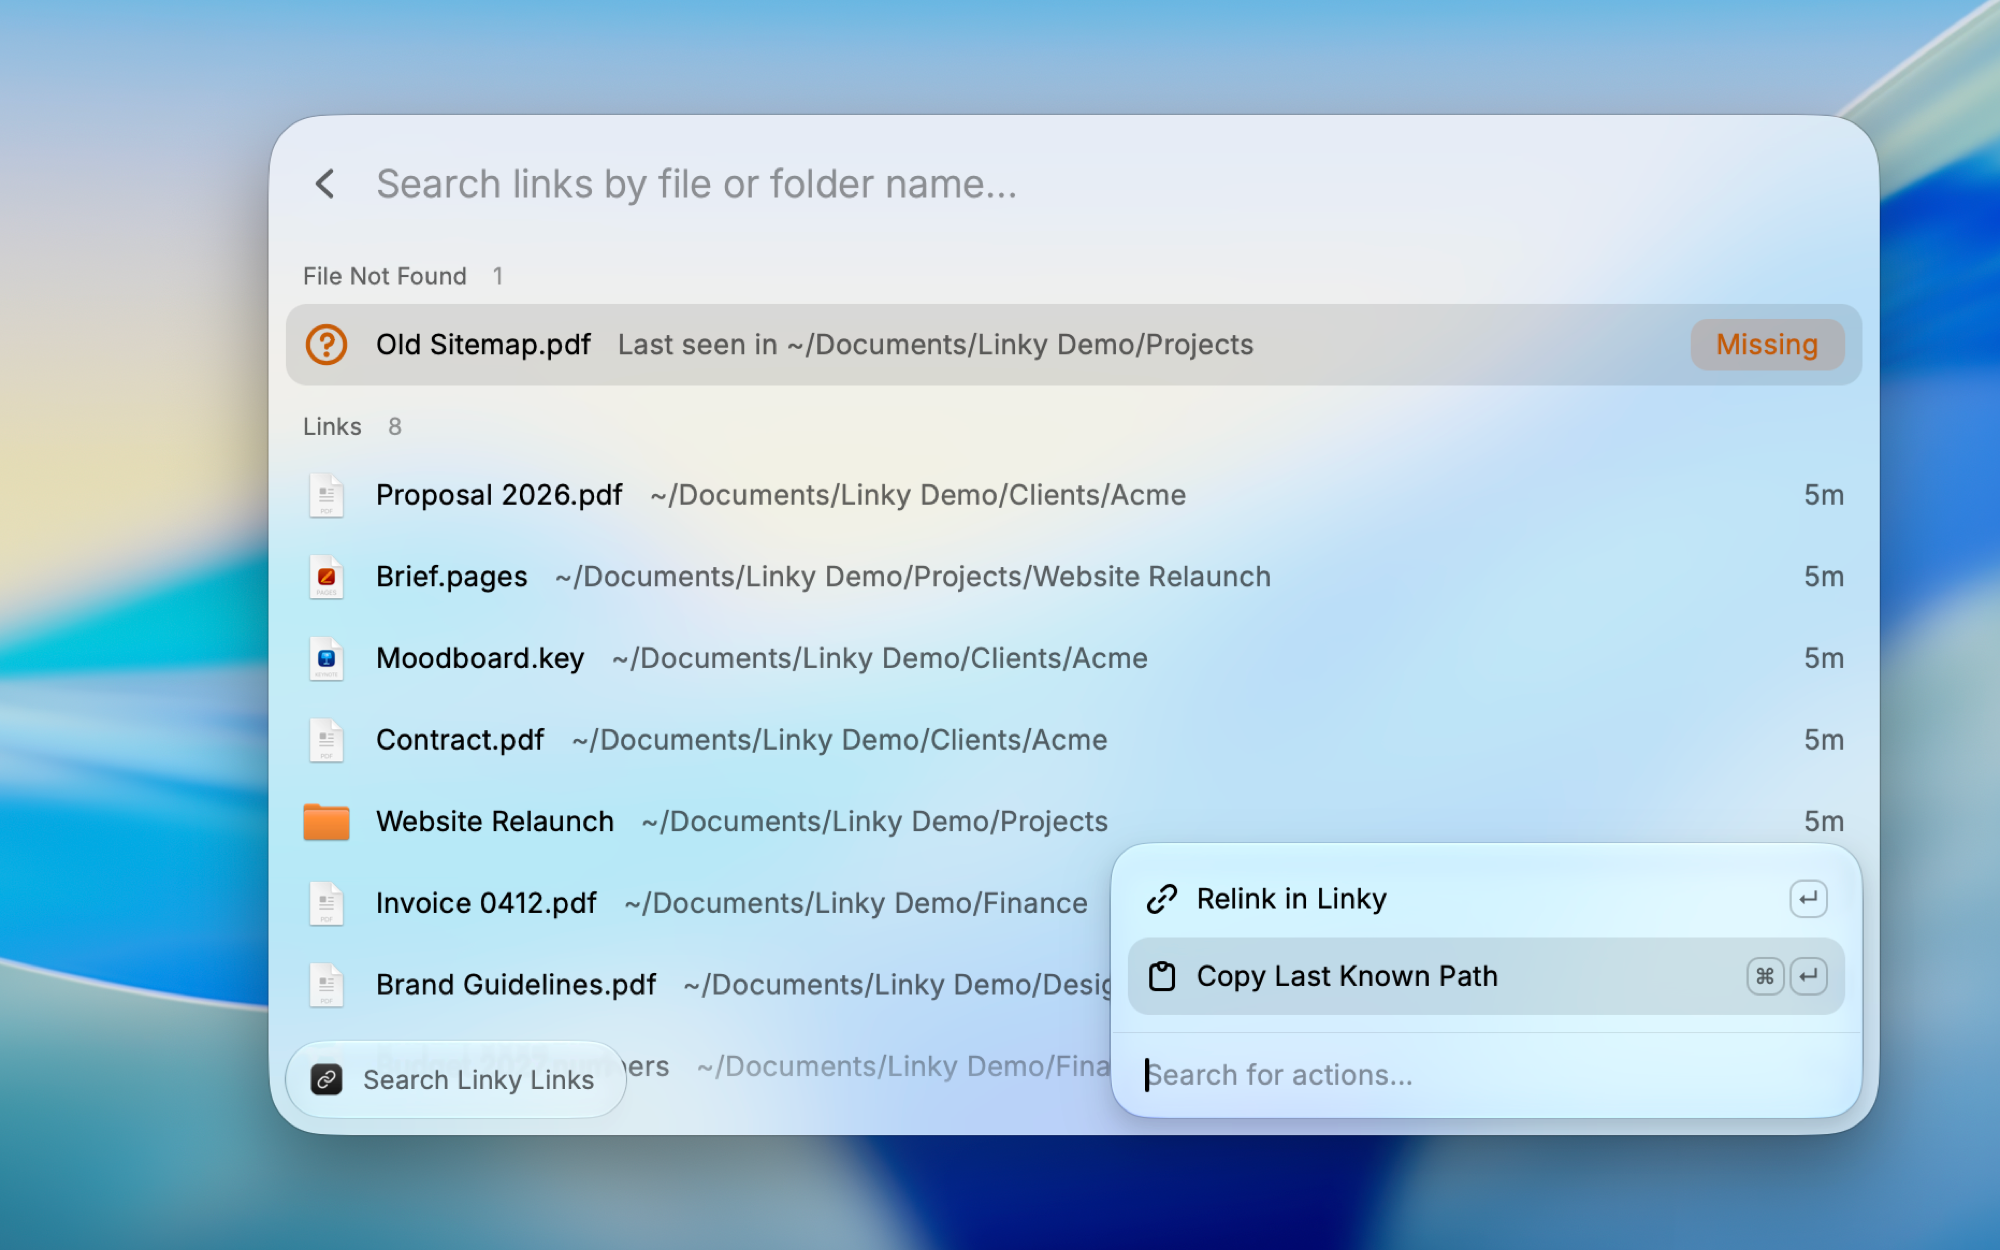 Search links by file or folder name...
File Not Found 1
Old Sitemap.pdf Last seen in ~/Documents/Linky Demo/Projects Missing
Links 8
Proposal 2026.pdf ~/Documents/Linky Demo/Clients/Acme 5m
Brief.pages ~/Documents/Linky Demo/Projects/Website Relaunch 5m
Moodboard.key ~/Documents/Linky Demo/Clients/Acme 5m
Contract.pdf ~/Documents/Linky Demo/Clients/Acme 5m
Website Relaunch ~/Documents/Linky Demo/Projects 5m
Invoice 0412.pdf ~/Documents/Linky Demo/Finance
Brand Guidelines.pdf ~/Documents/Linky Demo/Desig
~/Documents/Linky Demo/Fina
Search Linky Links
Relink in Linky
Copy Last Known Path ⌘
Search for actions...